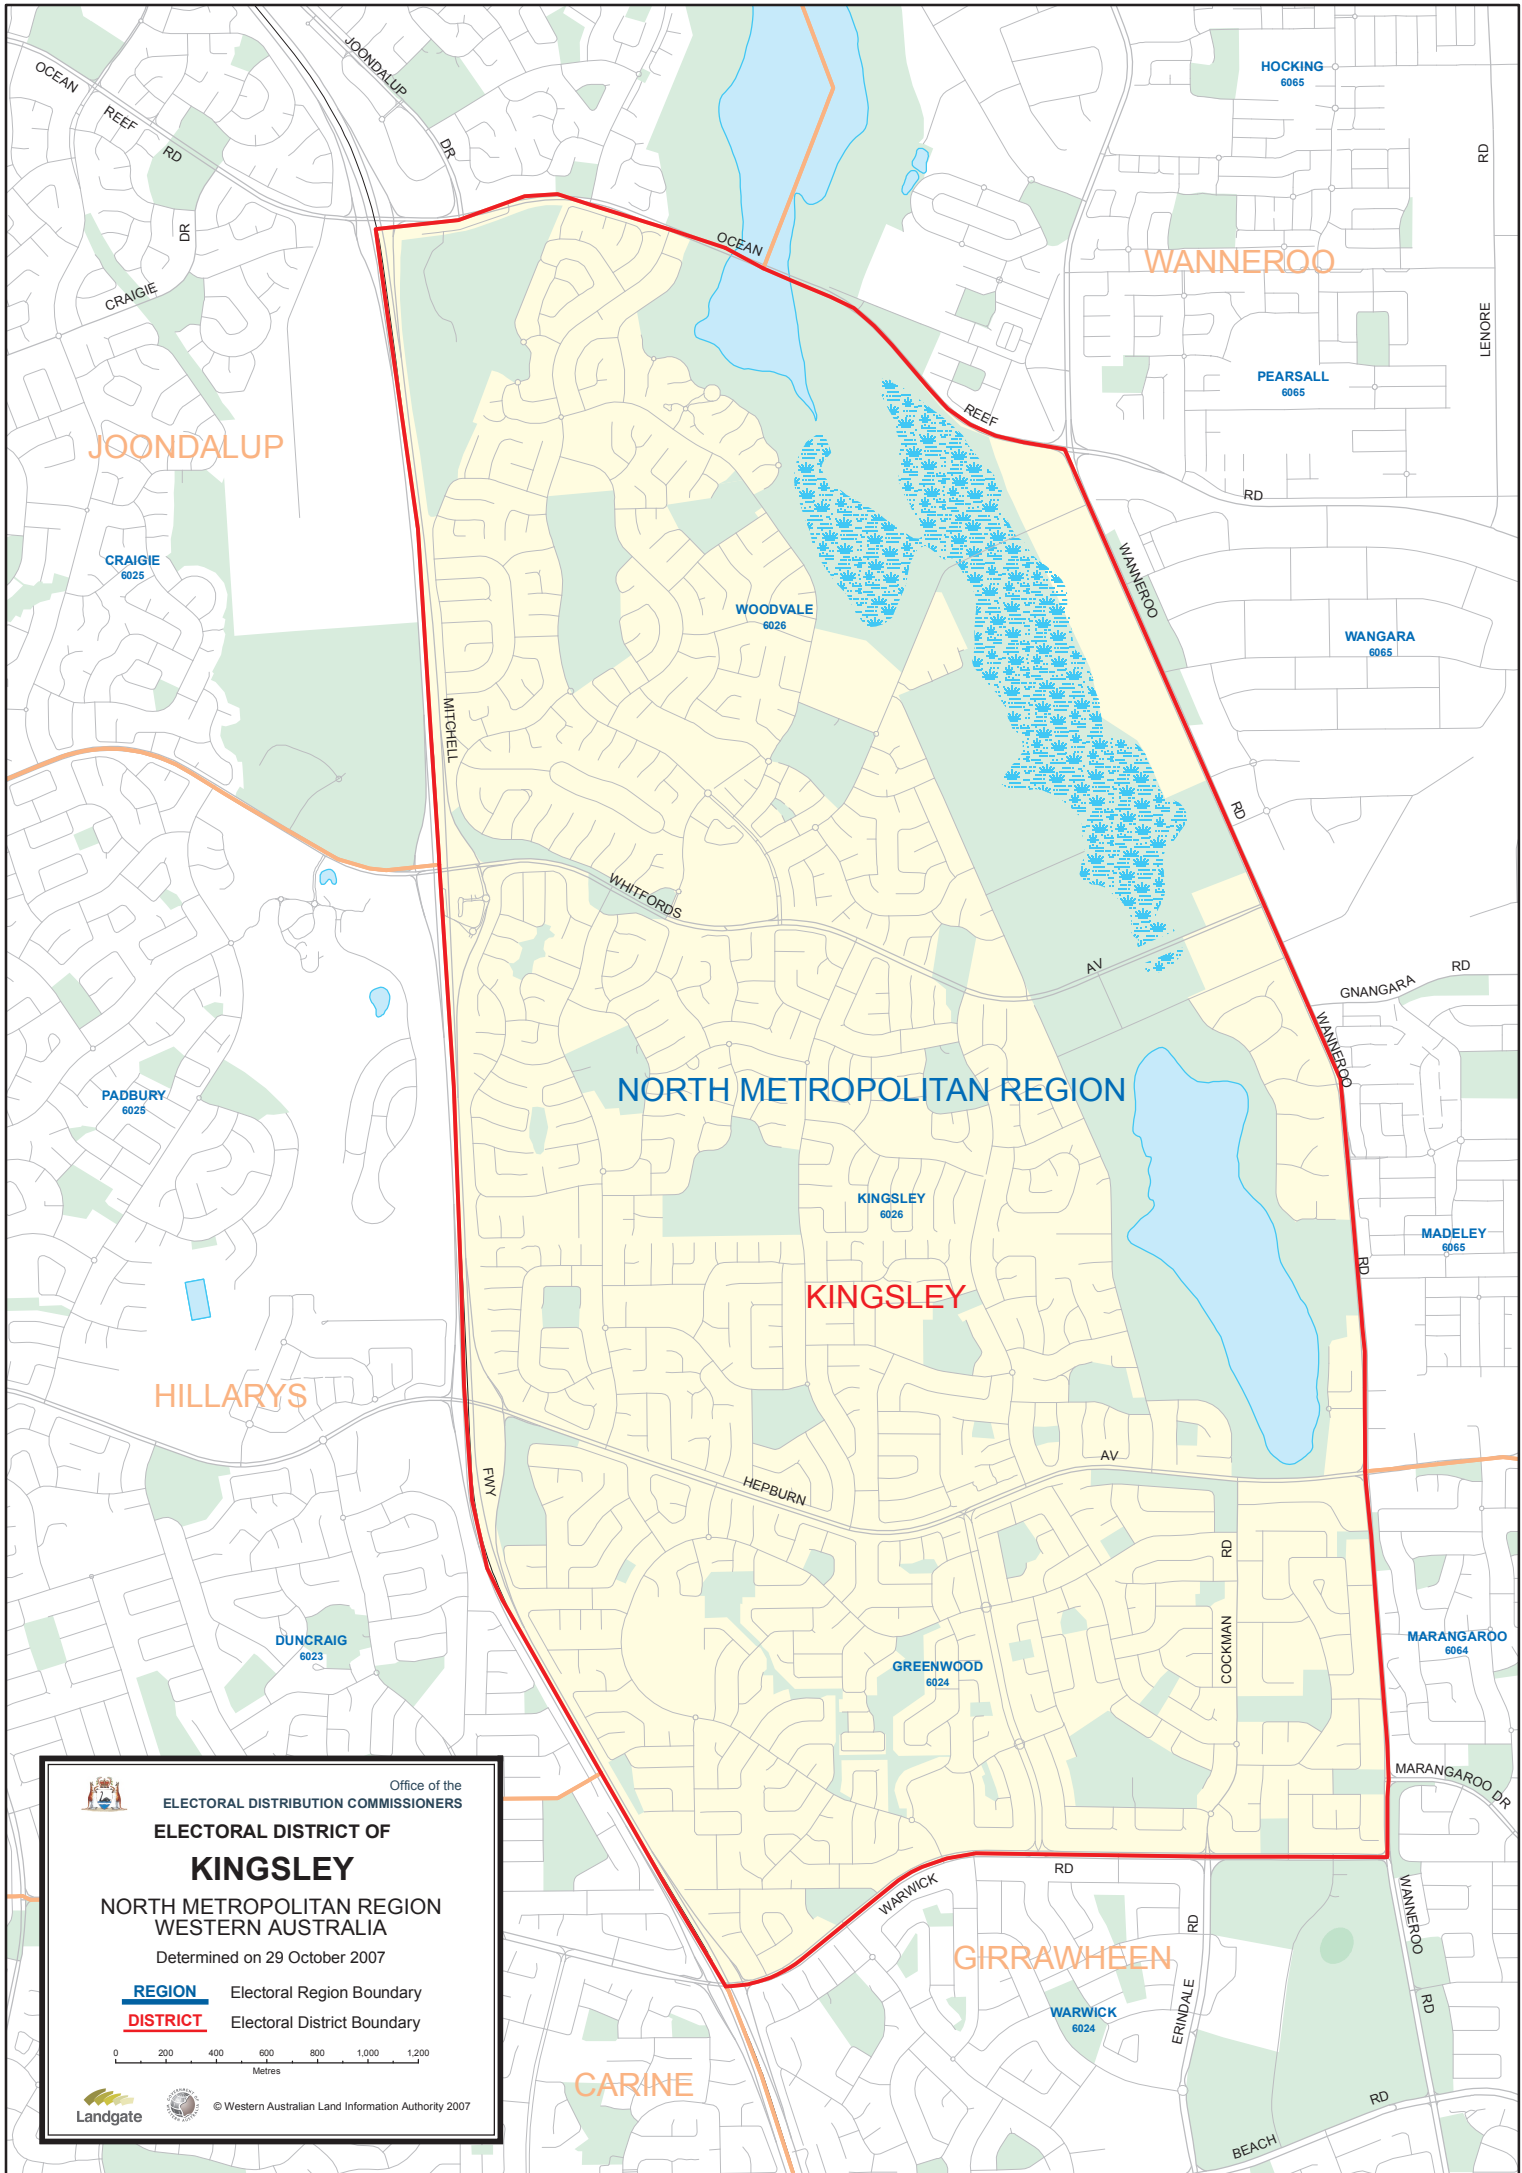 JOONDALUP
DR
OCEAN
REEF
RD
HOCKING
6065
RD
DR
CRAIGIE
OCEAN
WANNEROO
LENORE
PEARSALL
6065
REEF
JOONDALUP
RD
CRAIGIE
6025
WANNEROO
WOODVALE
6026
WANGARA
6065
MITCHELL
RD
WHITFORDS
AV
GNANGARA
RD
WANNEROO
PADBURY
6025
NORTH METROPOLITAN REGION
KINGSLEY
6026
MADELEY
6065
RD
KINGSLEY
HILLARYS
FWY
HEPBURN
AV
RD
COCKMAN
DUNCRAIG
6023
GREENWOOD
6024
MARANGAROO
6064
MARANGAROO DR
WARWICK
RD
WANNEROO
RD
GIRRAWHEEN
RD
ERINDALE
WARWICK
6024
CARINE
BEACH
RD
Office of the
ELECTORAL DISTRIBUTION COMMISSIONERS
ELECTORAL DISTRICT OF
KINGSLEY
NORTH METROPOLITAN REGION
WESTERN AUSTRALIA
Determined on 29 October 2007
REGION Electoral Region Boundary
DISTRICT Electoral District Boundary
0 200 400 600 800 1,000 1,200
Metres
Landgate
© Western Australian Land Information Authority 2007